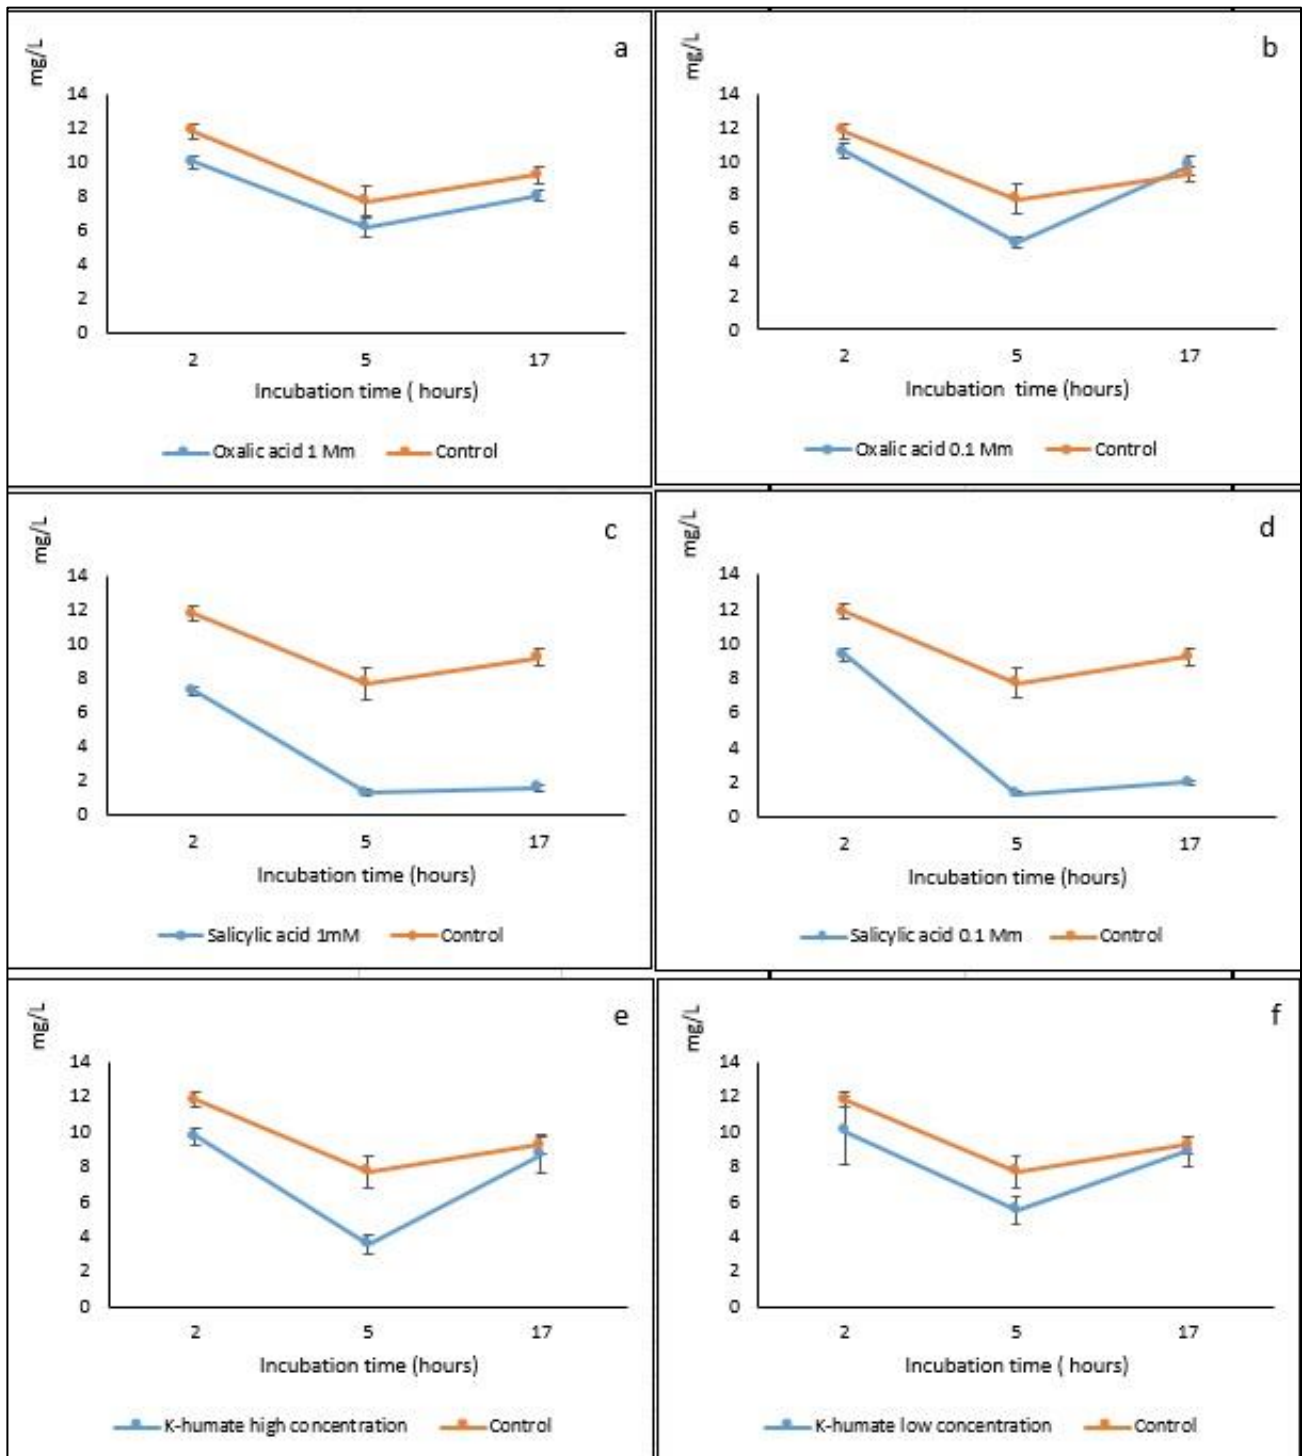 mg/L
a
14
12
10
8
6
4
2
0
2 5 17
Incubation time ( hours)
Oxalic acid 1 Mm Control
mg/L
b
14
12
10
8
6
4
2
0
2 5 17
Incubation time (hours)
Oxalic acid 0.1 Mm Control
mg/L
c
14
12
10
8
6
4
2
0
2 5 17
Incubation time (hours)
Salicylic acid 1mM Control
mg/L
d
14
12
10
8
6
4
2
0
2 5 17
Incubation time (hours)
Salicylic acid 0.1 Mm Control
mg/L
e
14
12
10
8
6
4
2
0
2 5 17
Incubation time (hours)
K-humate high concentration Control
mg/L
f
14
12
10
8
6
4
2
0
2 5 17
Incubation time ( hours)
K-humate low concentration Control